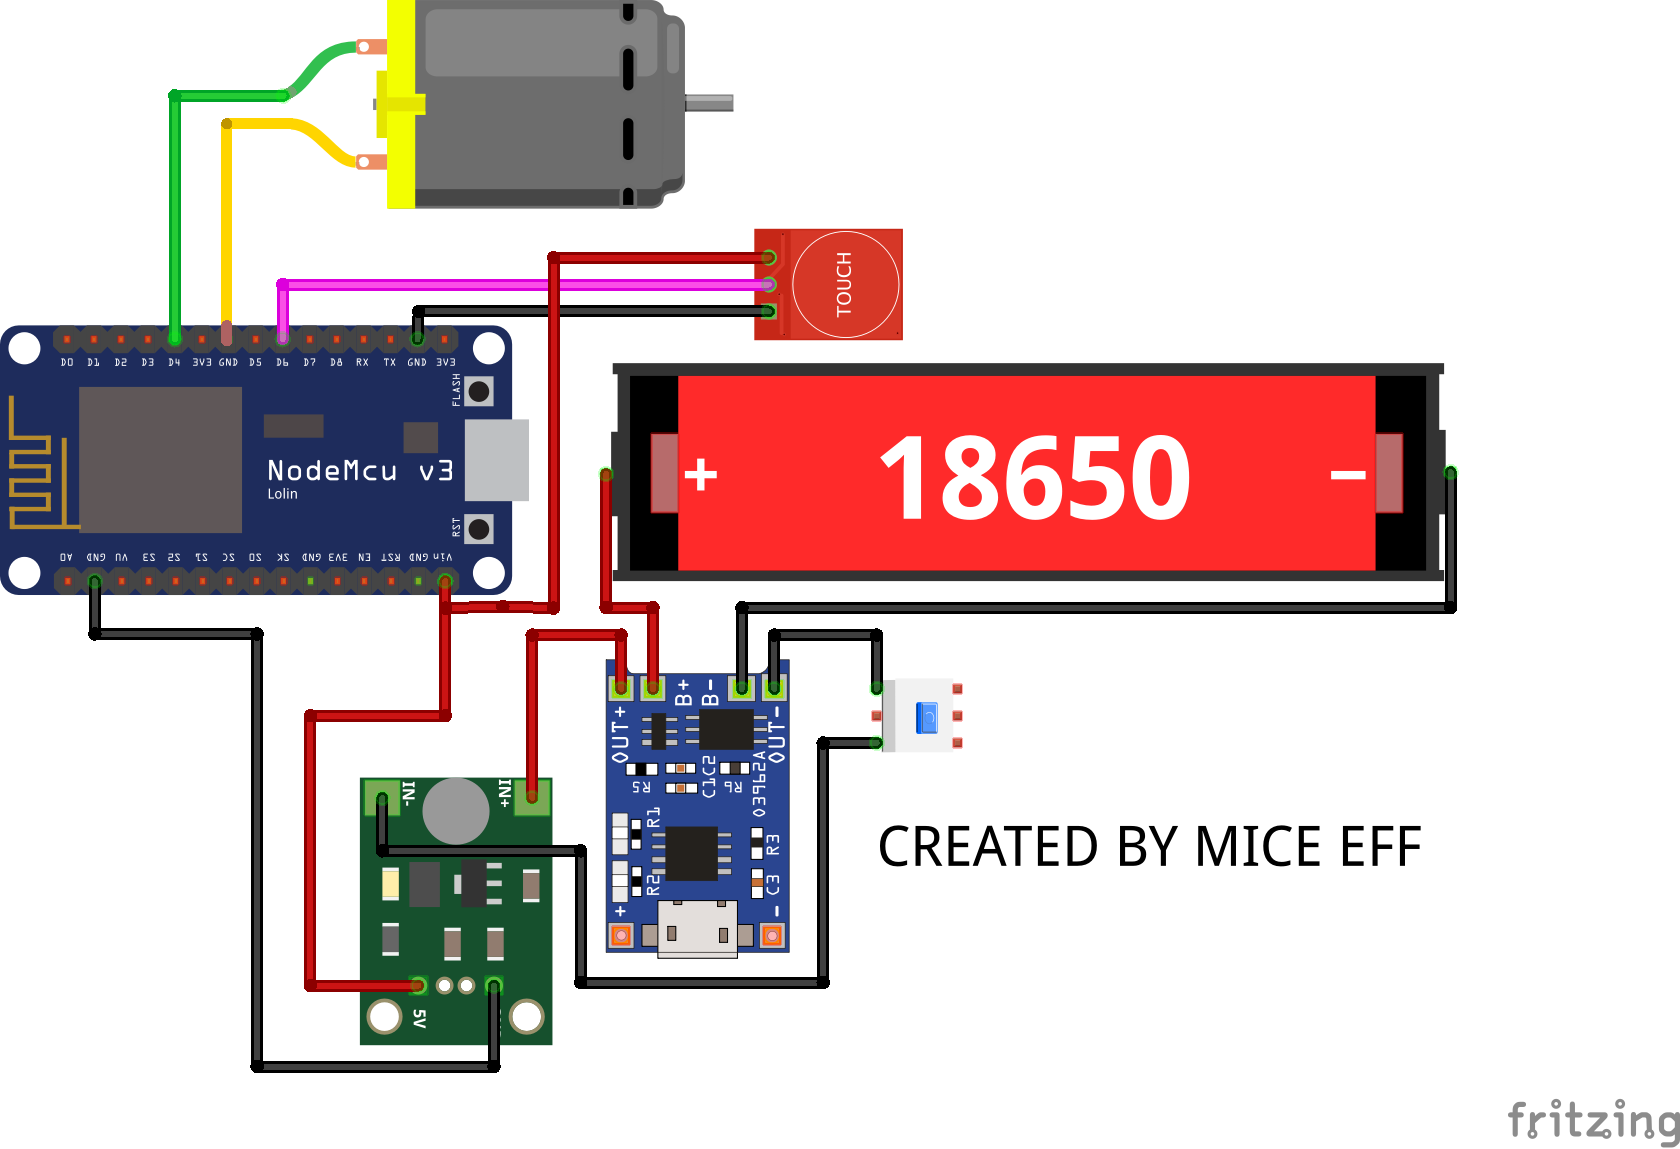 TOUCH
D0 D1 D2 D3 D4 3V3 GND D5 D6 D7 D8 RX TX GND 3V3
FLASH
NodeMcu v3
Lolin
RST
A0 GND VU S3 S2 S1 SC S0 SK GND 3V3 EN RST GND Vin
+ 18650 −
B+ B-
OUT+ OUT-
IN- IN+
R5 C1 C2 R6
R1 R3
R2 C3
+ -
5V
CREATED BY MICE EFF
fritzing